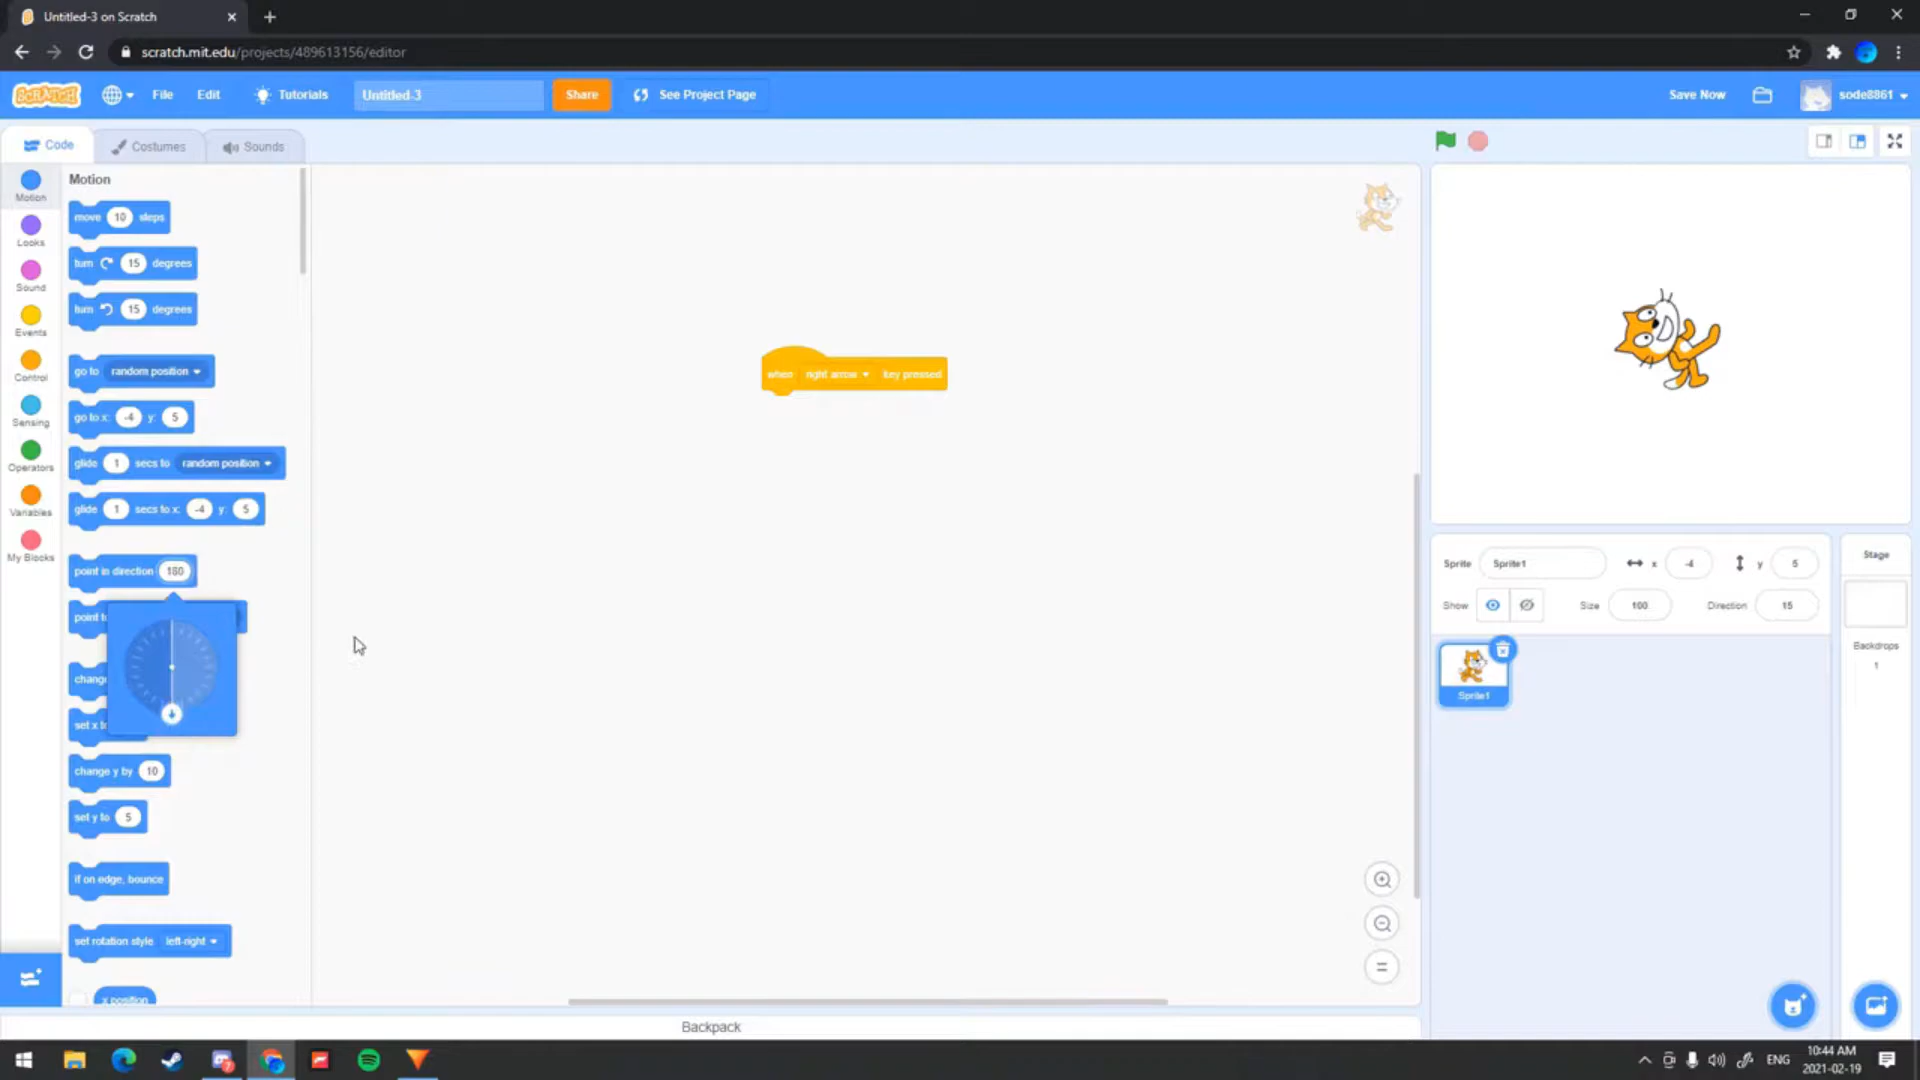 Untitled-3 on Scratch
scratch.mit.edu/projects/489613156/editor
SCRATCH
File
Edit
Tutorials
Untitled-3
Share
See Project Page
Save Now
sode8861
Code
Costumes
Sounds
Motion
Looks
Sound
Events
Control
Sensing
Operators
Variables
My Blocks
Motion
move 10 steps
turn 15 degrees
turn 15 degrees
go to random position
go to x: -4 y: 5
glide 1 secs to random position
glide 1 secs to x: -4 y: 5
point in direction 180
point
set x
change y by 10
set y to 5
if on edge, bounce
set rotation style left-right
x position
when right arrow key pressed
Sprite Sprite1 x -4 y 5
Show Size 100 Direction 15
Sprite1
Stage
Backdrops
1
Backpack
ENG
10:44 AM
2021-02-19